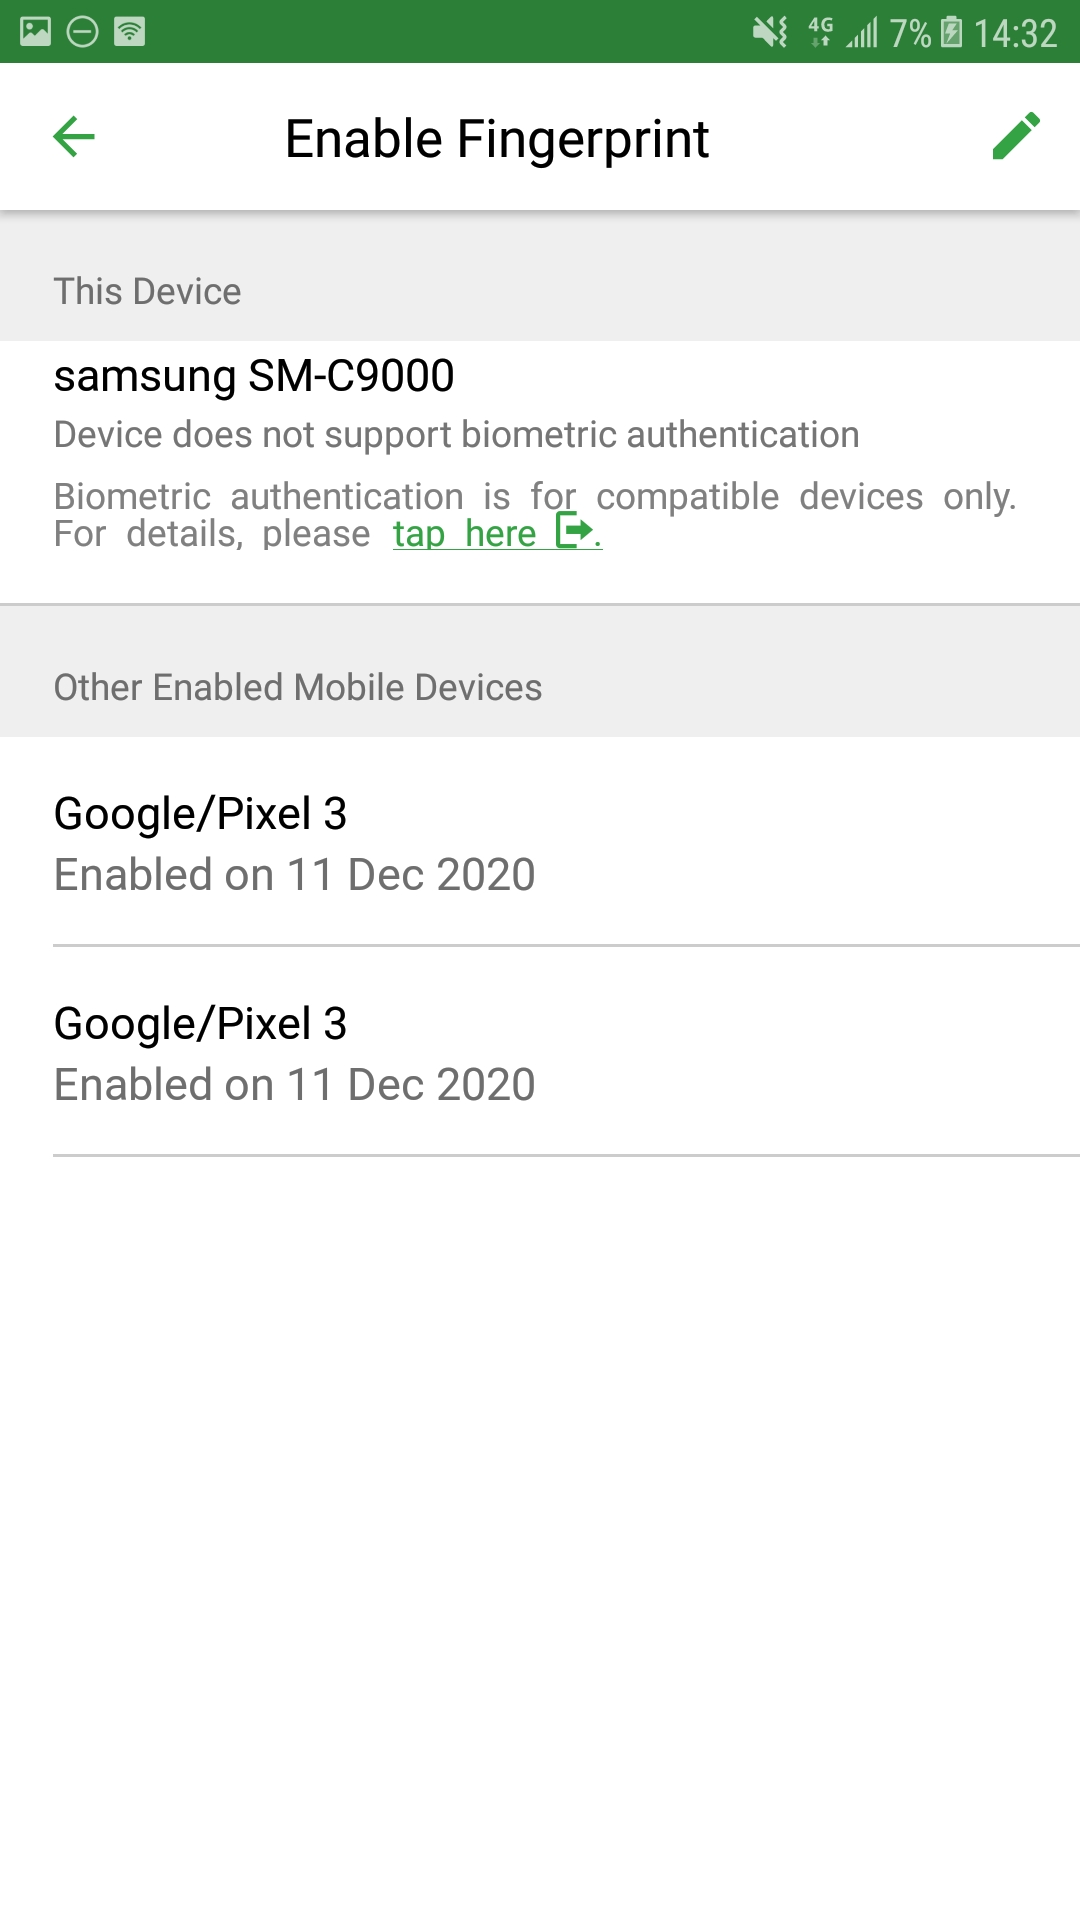 4G 7% 14:32
Enable Fingerprint
This Device
samsung SM-C9000
Device does not support biometric authentication
Biometric authentication is for compatible devices only.
For details, please tap here .
Other Enabled Mobile Devices
Google/Pixel 3
Enabled on 11 Dec 2020
Google/Pixel 3
Enabled on 11 Dec 2020